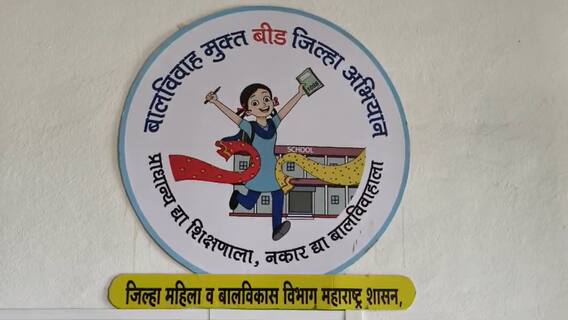 बालविवाह मुक्त बीड जिल्हा अभियान
SCHOOL
प्राधान्य द्या शिक्षणाला, नकार द्या बालविवाहाला
जिल्हा महिला व बालविकास विभाग महाराष्ट्र शासन,